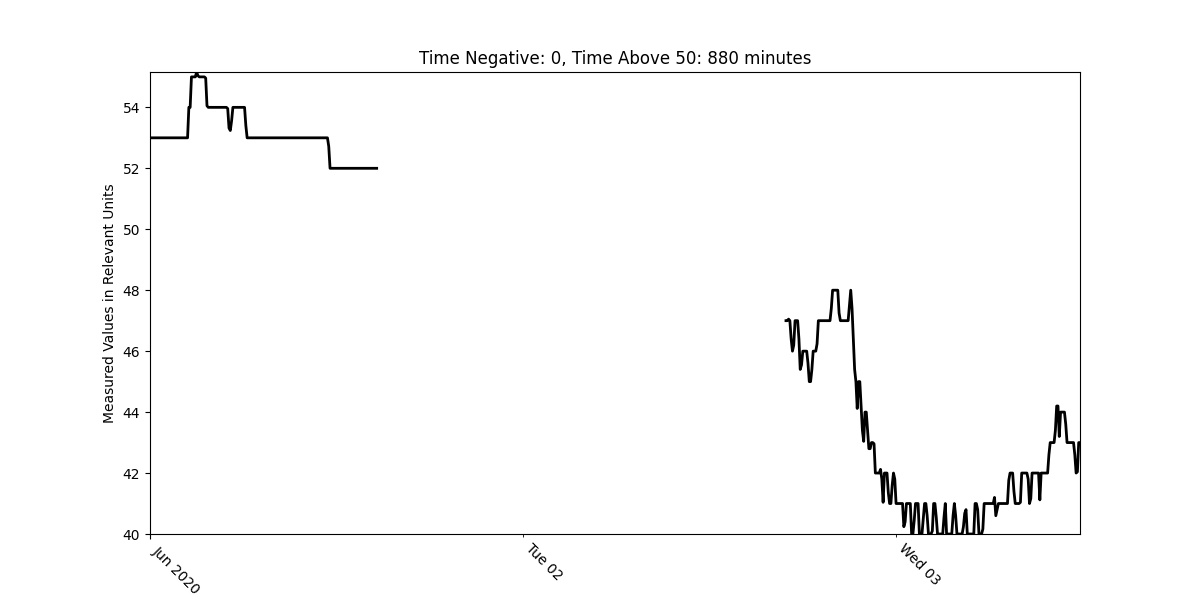 Time Negative: 0, Time Above 50: 880 minutes
Measured Values in Relevant Units
54
52
50
48
46
44
42
40
Jun 2020
Tue 02
Wed 03